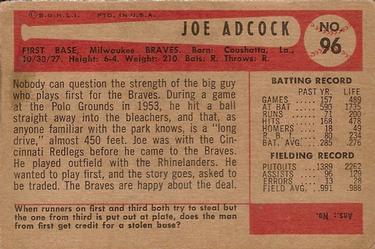 © B.G.H.L.I. PTD. IN U.S.A.
JOE ADCOCK
NO. 96
FIRST BASE, Milwaukee BRAVES. Born: Coushatta, La.,
10/30/27. Height: 6-4. Weight: 210. Bats: R. Throws: R.
Nobody can question the strength of the big guy
who plays first for the Braves. During a game
at the Polo Grounds in 1953, he hit a ball
straight away into the bleachers, and that, as
anyone familiar with the park knows, is a "long
drive," almost 450 feet. Joe was with the Cin-
cinnati Redlegs before he came to the Braves.
He played outfield with the Rhinelanders. He
wanted to play first, and the story goes, asked
to be traded. The Braves are happy about the deal.
When runners on first and third both try to steal but
the one from third is put out at plate, does the man
from first get credit for a stolen base?
BATTING RECORD
PAST YR. LIFE
GAMES 157 489
AT BAT 590 1735
RUNS 71 200
HITS 168 478
HOMERS 18 49
R. B. I. 80 234
BAT. AVE. .285 .276
FIELDING RECORD
PUTOUTS 1389 2262
ASSISTS 96 129
ERRORS 13 28
FIELD AVE. .991 .988
Ans.: No.